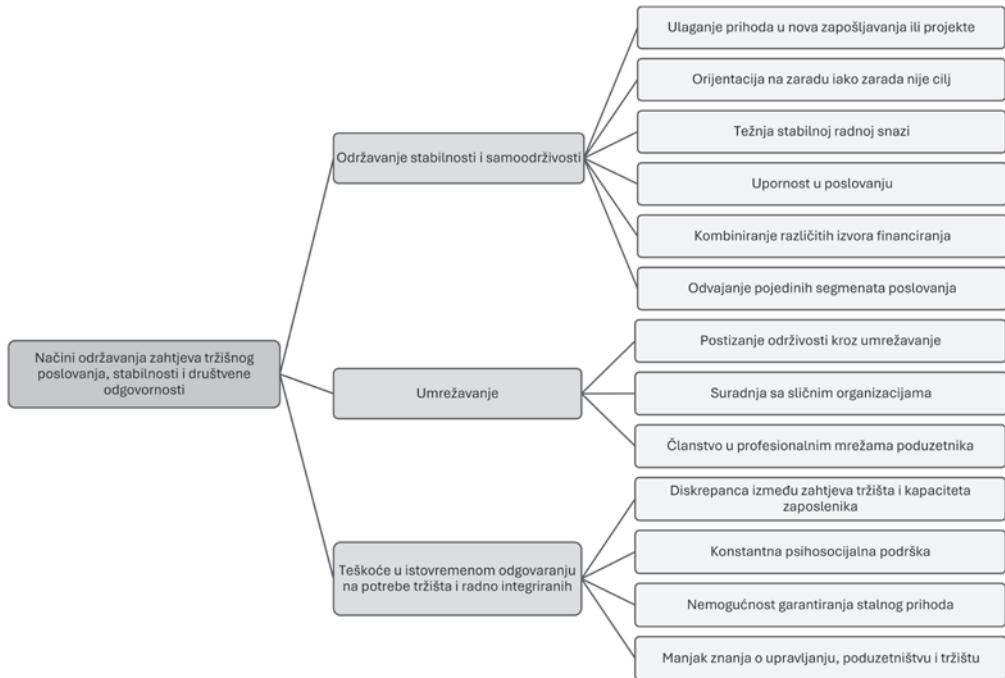 Načini održavanja zahtjeva tržišnog
poslovanja, stabilnosti i društvene
odgovornosti
Održavanje stabilnosti i samoodrživosti
Ulaganje prihoda u nova zapošljavanja ili projekte
Orijentacija na zaradu iako zarada nije cilj
Težnja stabilnoj radnoj snazi
Upornost u poslovanju
Kombiniranje različitih izvora financiranja
Odvajanje pojedinih segmenata poslovanja
Umrežavanje
Postizanje održivosti kroz umrežavanje
Suradnja sa sličnim organizacijama
Članstvo u profesionalnim mrežama poduzetnika
Teškoće u istovremenom odgovaranju
na potrebe tržišta i radno integriranih
Diskrepanca između zahtjeva tržišta i kapaciteta
zaposlenika
Konstantna psihosocijalna podrška
Nemogućnost garantiranja stalnog prihoda
Manjak znanja o upravljanju, poduzetništvu i tržištu